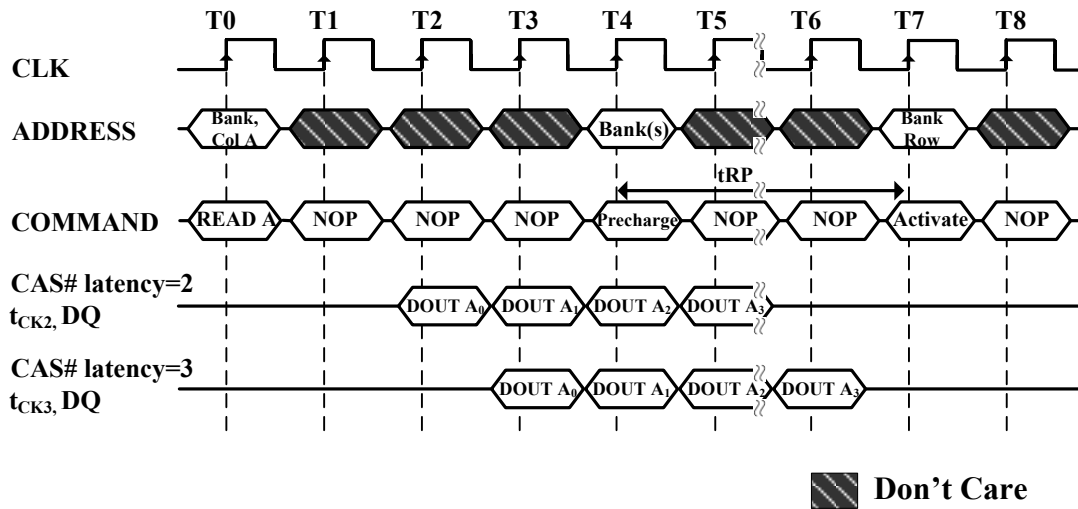 T0 T1 T2 T3 T4 T5 T6 T7 T8
CLK
ADDRESS Bank, Col A Bank(s) Bank Row
tRP
COMMAND READ A NOP NOP NOP Precharge NOP NOP Activate NOP
CAS# latency=2
tCK2, DQ DOUT A0 DOUT A1 DOUT A2 DOUT A3
CAS# latency=3
tCK3, DQ DOUT A0 DOUT A1 DOUT A2 DOUT A3
Don't Care